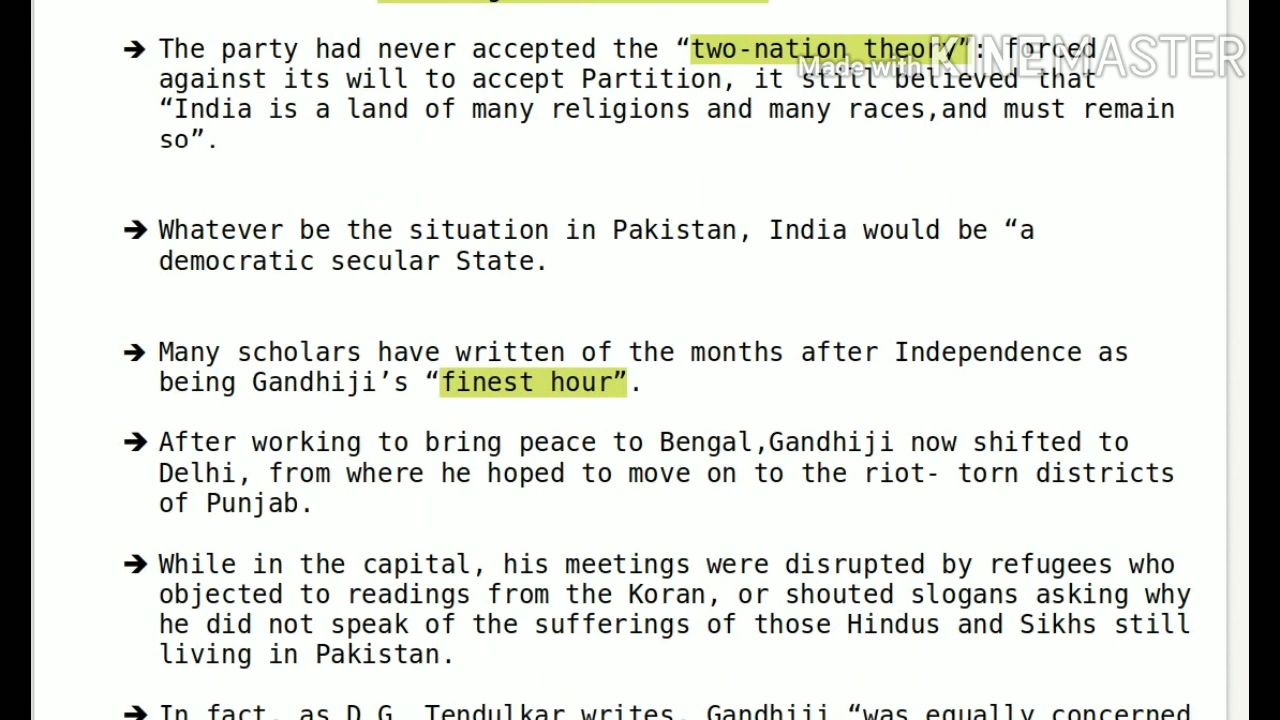 ➔ The party had never accepted the “two-nation theory”: forced
against its will to accept Partition, it still believed that
“India is a land of many religions and many races,and must remain
so”.
➔ Whatever be the situation in Pakistan, India would be “a
democratic secular State.
➔ Many scholars have written of the months after Independence as
being Gandhiji’s “finest hour”.
➔ After working to bring peace to Bengal,Gandhiji now shifted to
Delhi, from where he hoped to move on to the riot- torn districts
of Punjab.
➔ While in the capital, his meetings were disrupted by refugees who
objected to readings from the Koran, or shouted slogans asking why
he did not speak of the sufferings of those Hindus and Sikhs still
living in Pakistan.
➔ In fact, as D.G. Tendulkar writes, Gandhiji “was equally concerned
Made with KINEMASTER